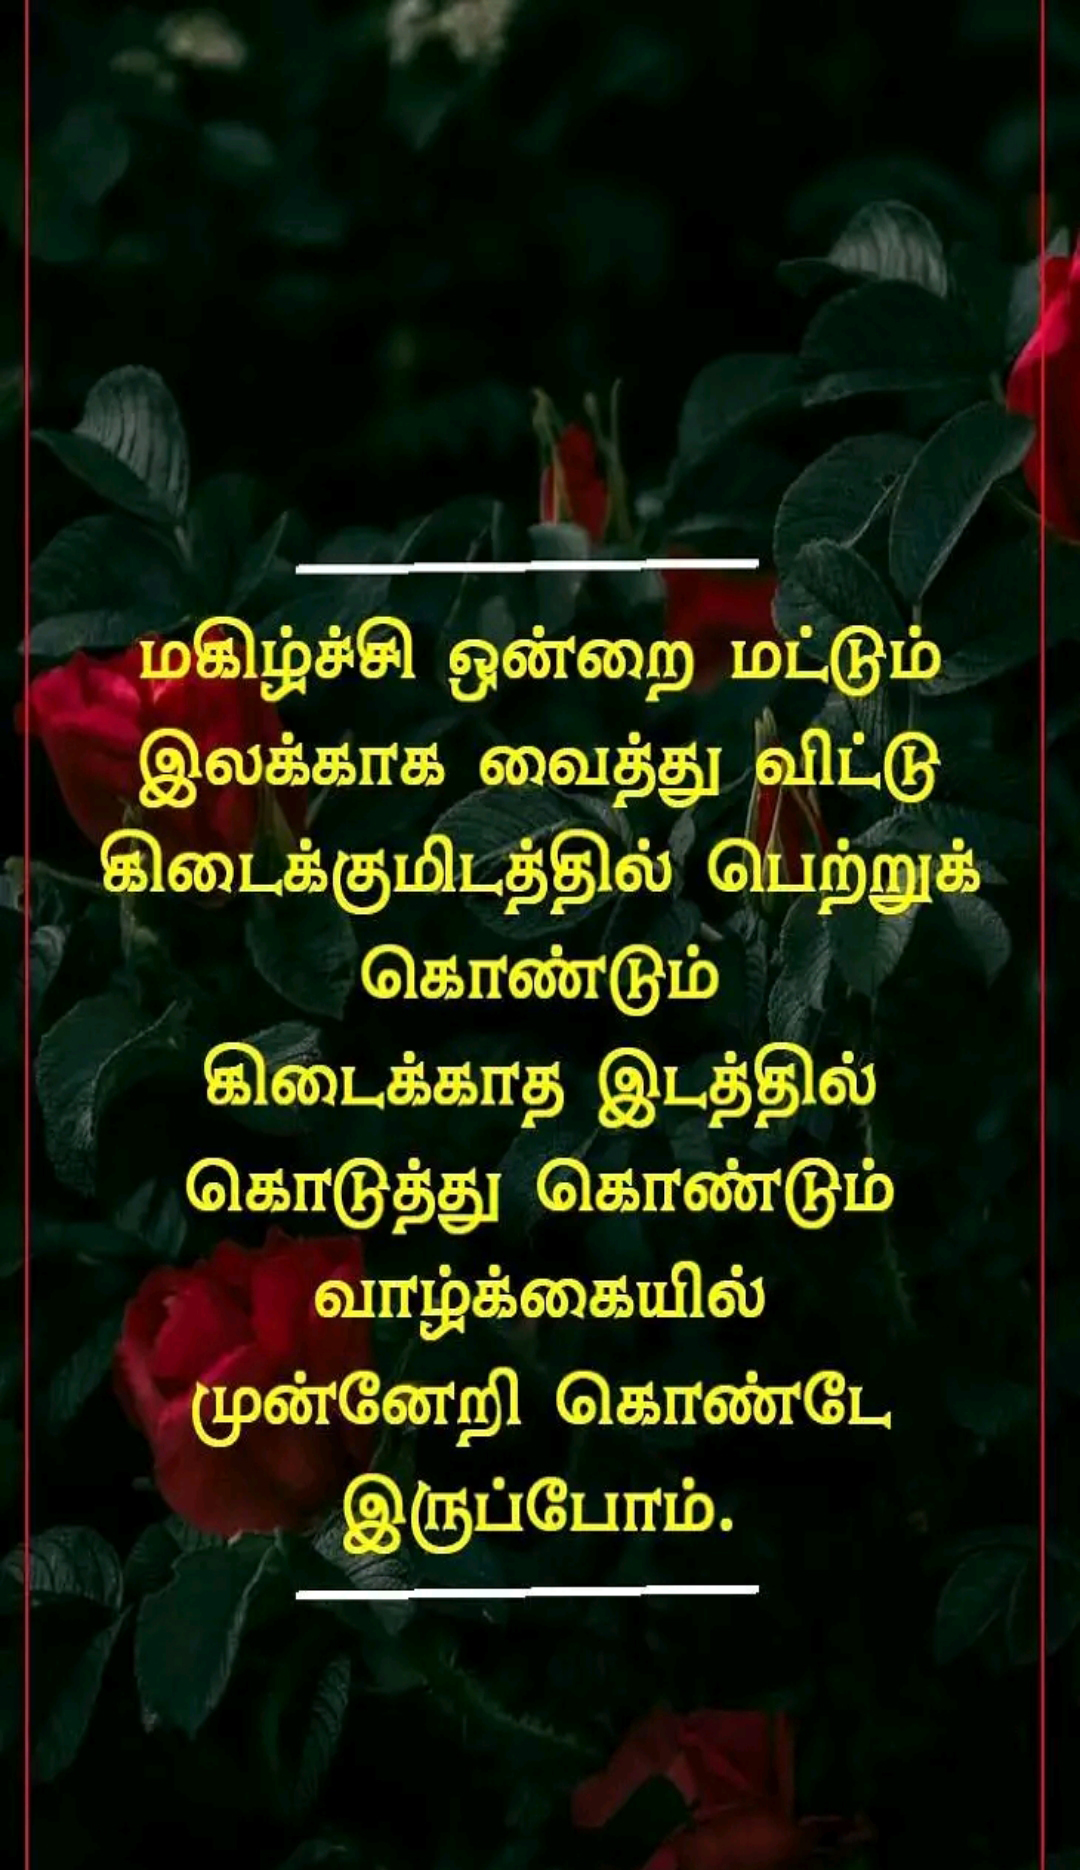 மகிழ்ச்சி ஒன்றை மட்டும்
இலக்காக வைத்து விட்டு
கிடைக்குமிடத்தில் பெற்றுக்
கொண்டும்
கிடைக்காத இடத்தில்
கொடுத்து கொண்டும்
வாழ்க்கையில்
முன்னேறி கொண்டே
இருப்போம்.